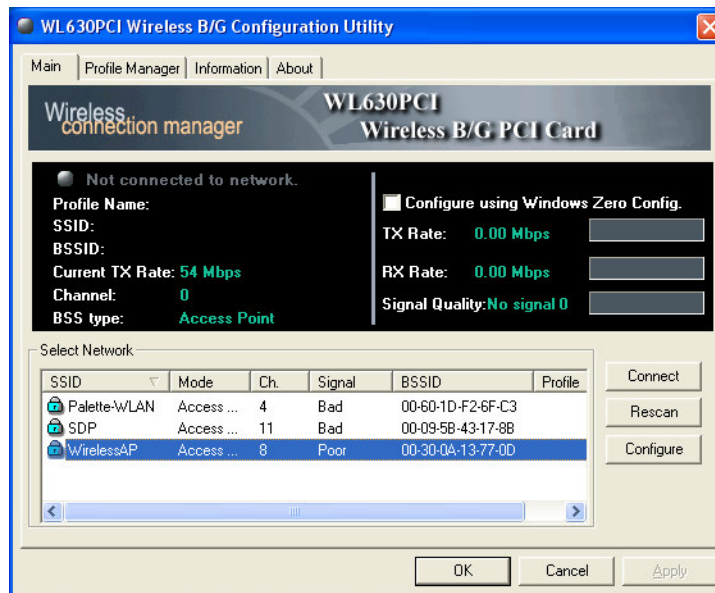 WL630PCI Wireless B/G Configuration Utility
Main Profile Manager Information About
Wireless connection manager
WL630PCI
Wireless B/G PCI Card
Not connected to network.
Profile Name:
SSID:
BSSID:
Current TX Rate: 54 Mbps
Channel: 0
BSS type: Access Point
Configure using Windows Zero Config.
TX Rate: 0.00 Mbps
RX Rate: 0.00 Mbps
Signal Quality:No signal 0
Select Network
SSID Mode Ch. Signal BSSID Profile
Palette-WLAN Access ... 4 Bad 00-60-1D-F2-6F-C3
SDP Access ... 11 Bad 00-09-5B-43-17-8B
WirelessAP Access ... 8 Poor 00-30-0A-13-77-0D
Connect
Rescan
Configure
OK Cancel Apply